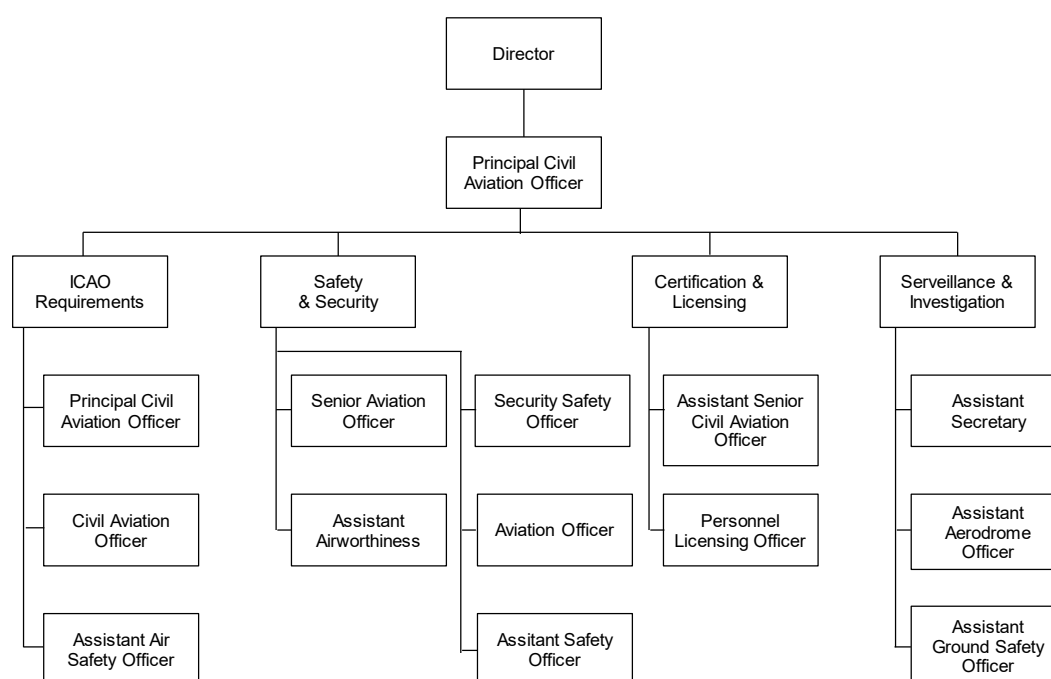 Director
Principal Civil
Aviation Officer
ICAO
Requirements
Safety
& Security
Certification &
Licensing
Serveillance &
Investigation
Principal Civil
Aviation Officer
Senior Aviation
Officer
Security Safety
Officer
Assistant Senior
Civil Aviation
Officer
Assistant
Secretary
Civil Aviation
Officer
Assistant
Airworthiness
Aviation Officer
Personnel
Licensing Officer
Assistant
Aerodrome
Officer
Assistant Air
Safety Officer
Assitant Safety
Officer
Assistant
Ground Safety
Officer